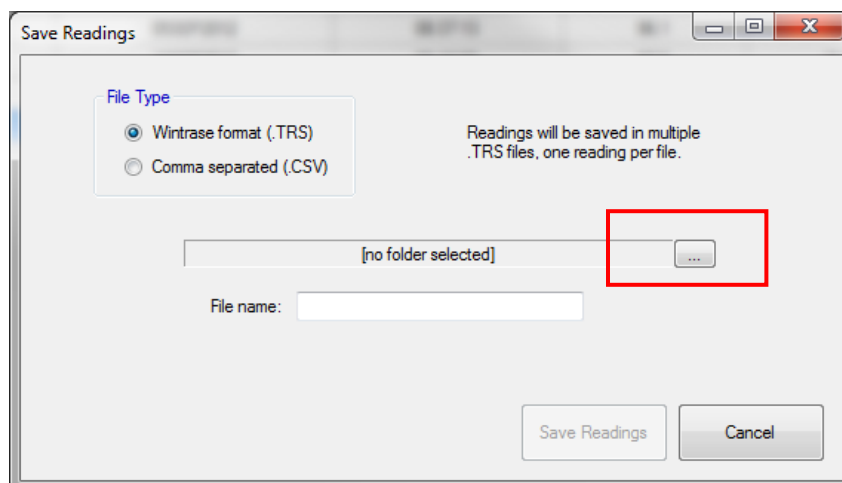 Save Readings
File Type
Wintrase format (.TRS)
Comma separated (.CSV)
Readings will be saved in multiple
.TRS files, one reading per file.
[no folder selected]
...
File name:
Save Readings
Cancel